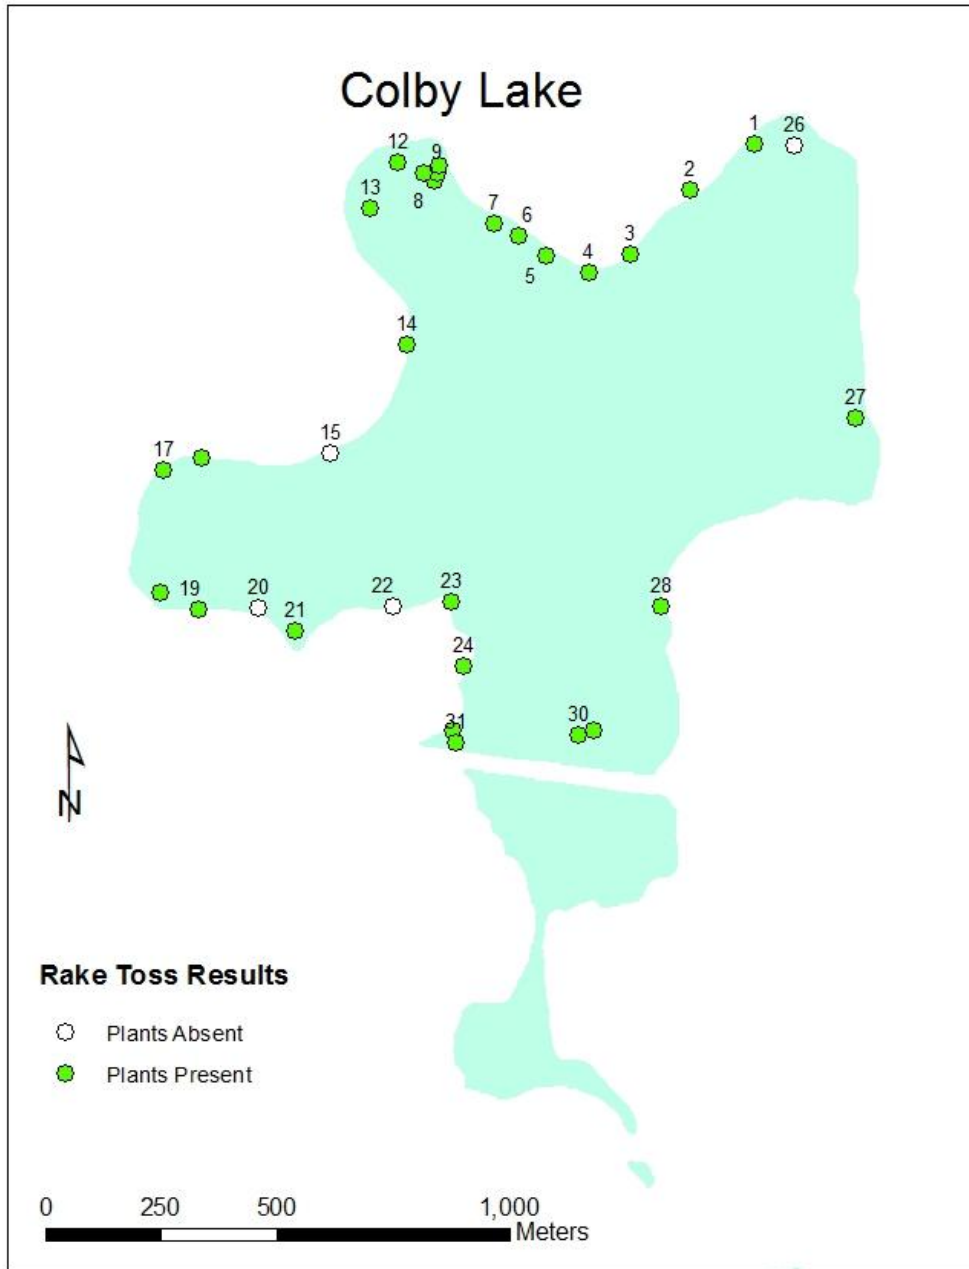 Colby Lake
1 26
12 9
2
13 8
7 6
3
5 4
14
27
15
17
19 20 22 23 28
21
24
31 30
N
Rake Toss Results
Plants Absent
Plants Present
0 250 500 1,000
Meters